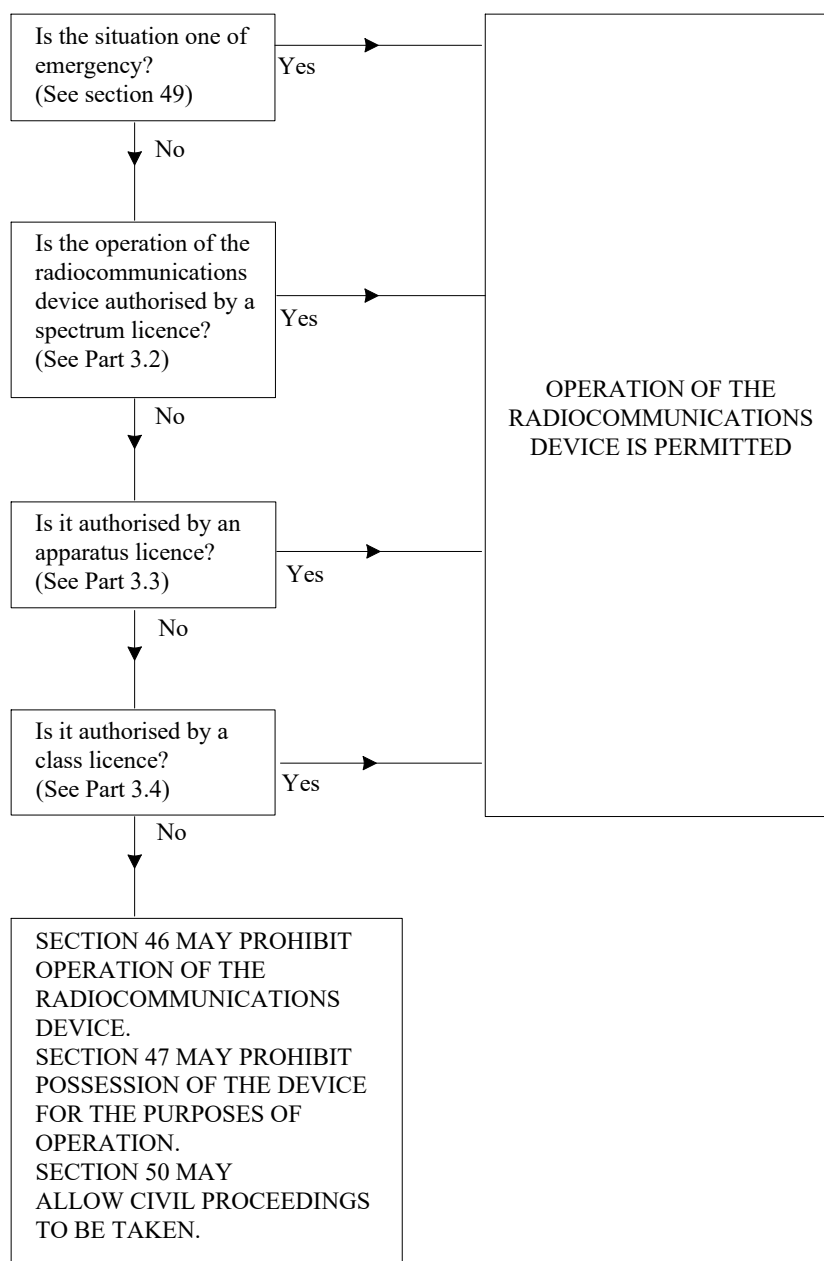 Is the situation one of
emergency?
(See section 49)
Yes
No
Is the operation of the
radiocommunications
device authorised by a
spectrum licence?
(See Part 3.2)
Yes
No
OPERATION OF THE
RADIOCOMMUNICATIONS
DEVICE IS PERMITTED
Is it authorised by an
apparatus licence?
(See Part 3.3)
Yes
No
Is it authorised by a
class licence?
(See Part 3.4)
Yes
No
SECTION 46 MAY PROHIBIT
OPERATION OF THE
RADIOCOMMUNICATIONS
DEVICE.
SECTION 47 MAY PROHIBIT
POSSESSION OF THE DEVICE
FOR THE PURPOSES OF
OPERATION.
SECTION 50 MAY
ALLOW CIVIL PROCEEDINGS
TO BE TAKEN.